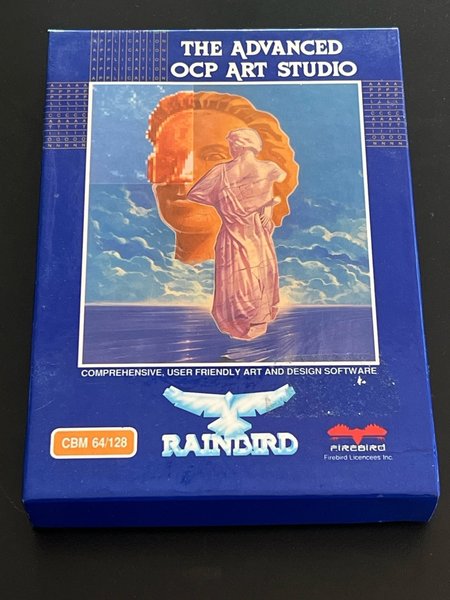 THE ADVANCED
OCP ART STUDIO
COMPREHENSIVE, USER FRIENDLY ART AND DESIGN SOFTWARE
CBM 64/128
RAINBIRD
FIREBIRD
Firebird Licencees Inc.